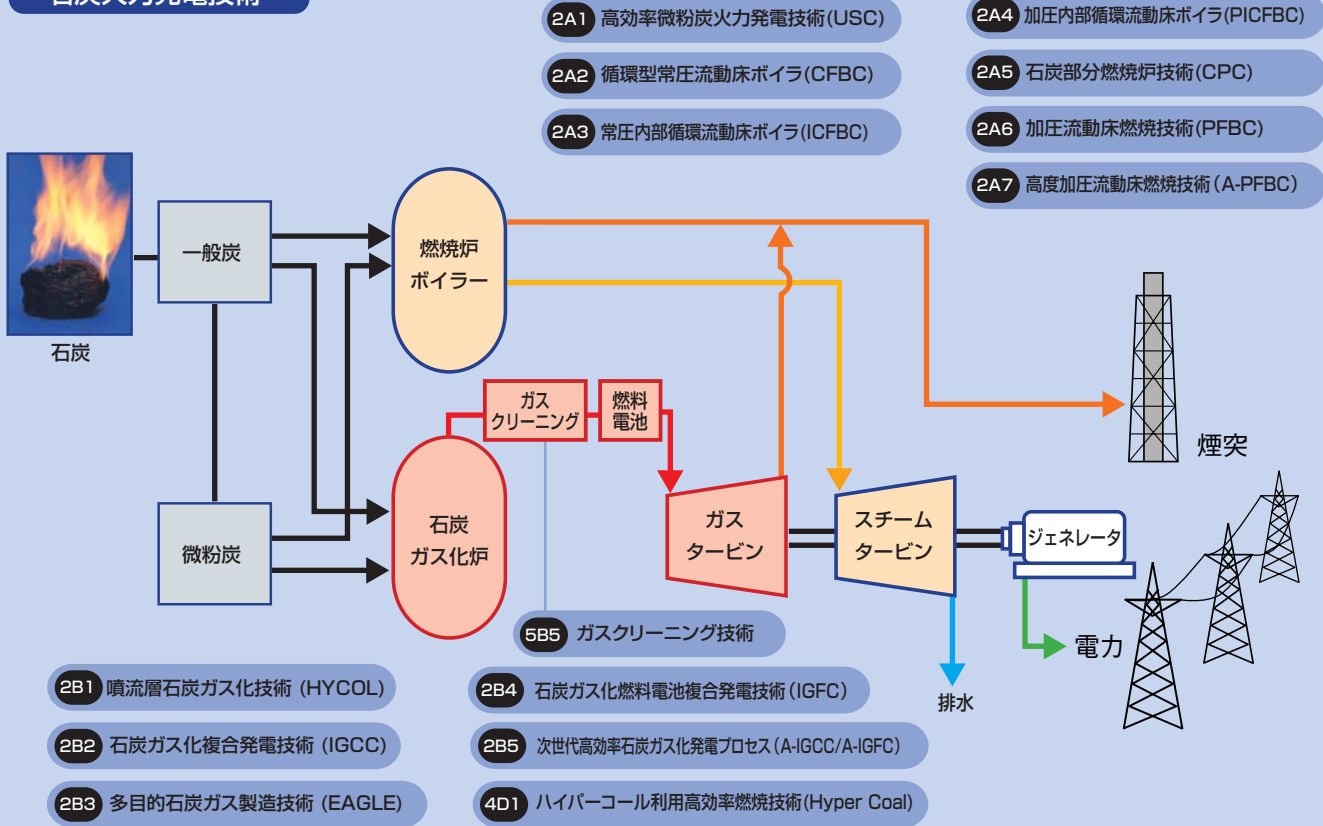 石炭火力発電技術
2A1 高効率微粉炭火力発電技術(USC)
2A2 循環型常圧流動床ボイラ(CFBC)
2A3 常圧内部循環流動床ボイラ(ICFBC)
2A4 加圧内部循環流動床ボイラ(PICFBC)
2A5 石炭部分燃焼炉技術(CPC)
2A6 加圧流動床燃焼技術(PFBC)
2A7 高度加圧流動床燃焼技術(A-PFBC)
石炭
一般炭
微粉炭
燃焼炉
ボイラー
石炭
ガス化炉
ガス
クリーニング
燃料
電池
ガス
タービン
スチーム
タービン
ジェネレータ
煙突
電力
排水
5B5 ガスクリーニング技術
2B1 噴流層石炭ガス化技術 (HYCOL)
2B2 石炭ガス化複合発電技術 (IGCC)
2B3 多目的石炭ガス製造技術 (EAGLE)
2B4 石炭ガス化燃料電池複合発電技術(IGFC)
2B5 次世代高効率石炭ガス化発電プロセス(A-IGCC/A-IGFC)
4D1 ハイパーコール利用高効率燃焼技術(Hyper Coal)